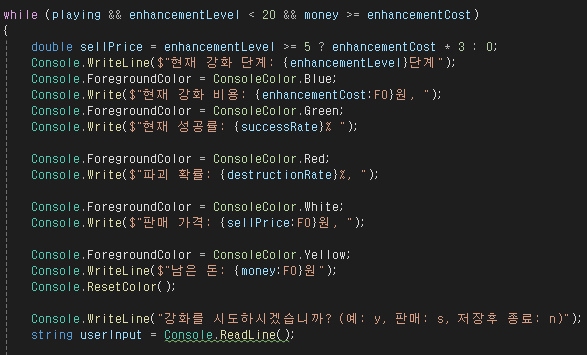 while (playing && enhancementLevel < 20 && money >= enhancementCost)
{
double sellPrice = enhancementLevel >= 5 ? enhancementCost * 3 : 0;
Console.WriteLine($"현재 강화 단계: {enhancementLevel}단계");
Console.ForegroundColor = ConsoleColor.Blue;
Console.Write($"현재 강화 비용: {enhancementCost:F0}원, ");
Console.ForegroundColor = ConsoleColor.Green;
Console.Write($"현재 성공률: {successRate}% ");
Console.ForegroundColor = ConsoleColor.Red;
Console.Write($"파괴 확률: {destructionRate}%, ");
Console.ForegroundColor = ConsoleColor.White;
Console.Write($"판매 가격: {sellPrice:F0}원, ");
Console.ForegroundColor = ConsoleColor.Yellow;
Console.WriteLine($"남은 돈: {money:F0}원");
Console.ResetColor();
Console.WriteLine("강화를 시도하시겠습니까? (예: y, 판매: s, 저장후 종료: n)");
string userInput = Console.ReadLine();